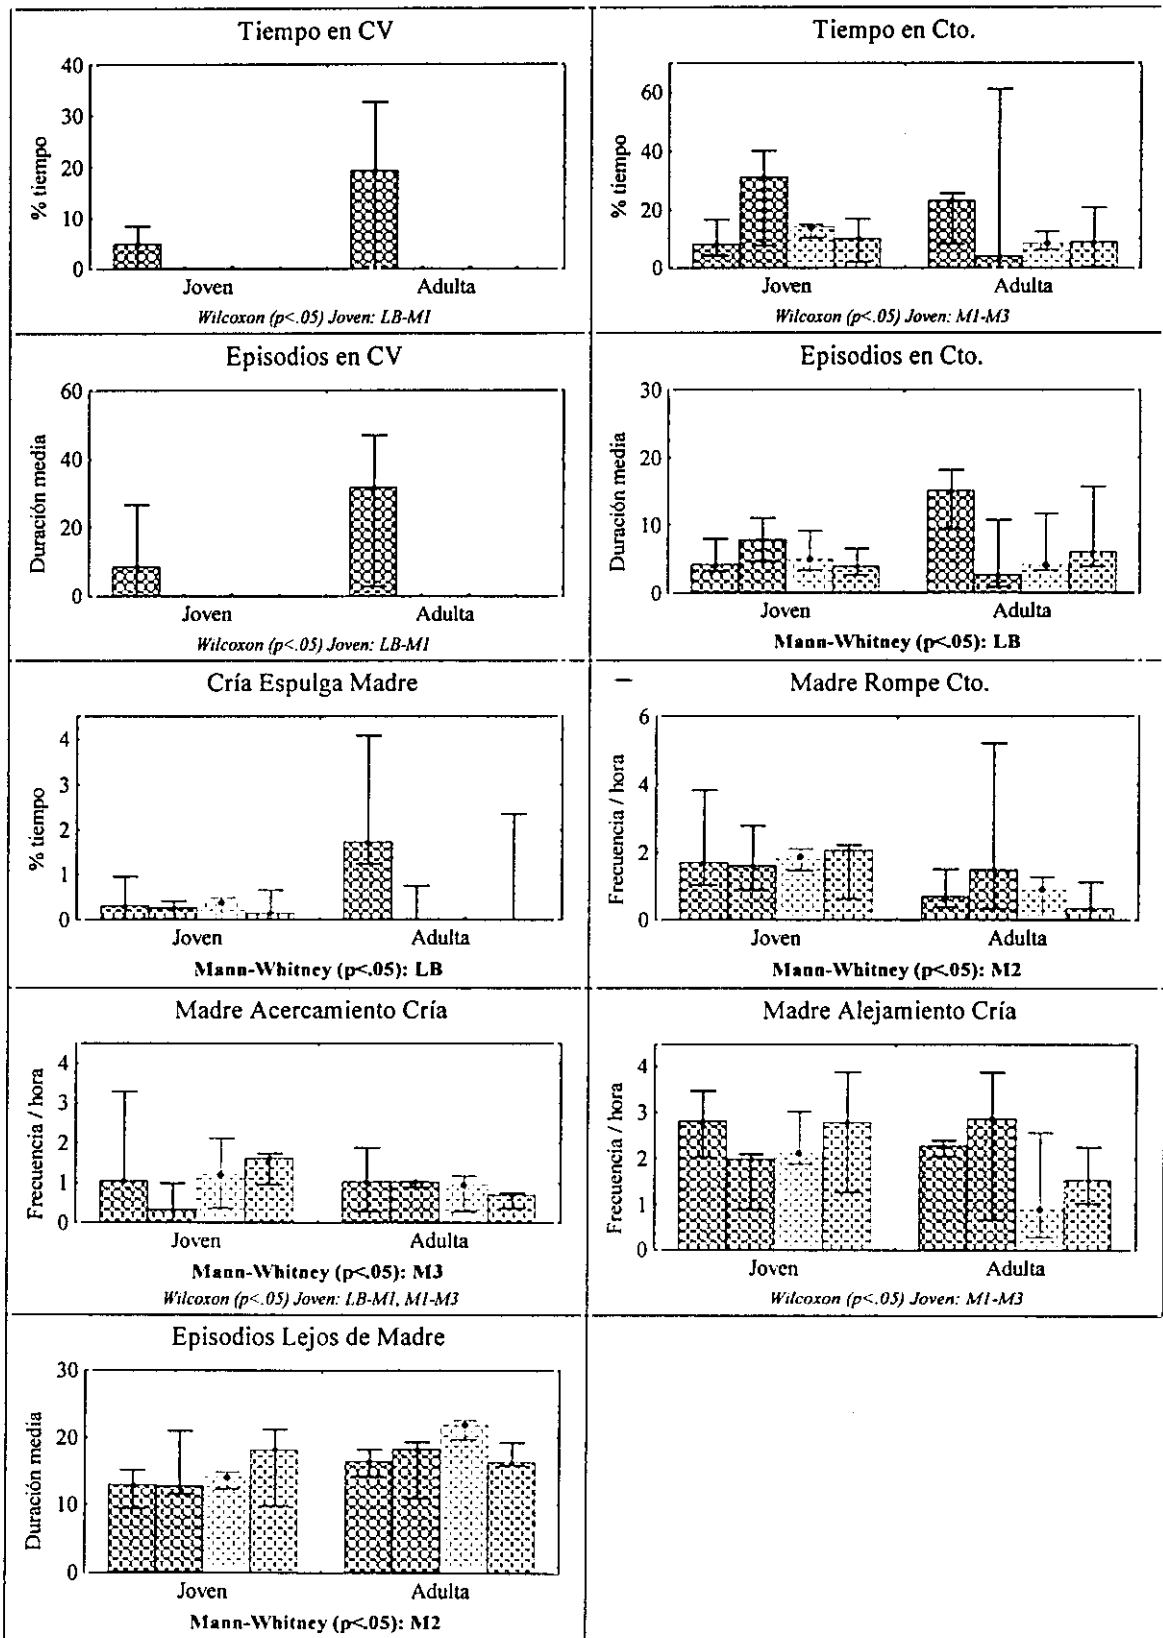 Tiempo en CV
40
30
20
10
0
% tiempo
Joven Adulta
Wilcoxon (p<.05) Joven: LB-M1
Tiempo en Cto.
60
40
20
0
% tiempo
Joven Adulta
Wilcoxon (p<.05) Joven: M1-M3
Episodios en CV
60
40
20
0
Duración media
Joven Adulta
Wilcoxon (p<.05) Joven: LB-M1
Episodios en Cto.
30
20
10
0
Duración media
Joven Adulta
Mann-Whitney (p<.05): LB
Cría Espulga Madre
4
3
2
1
0
% tiempo
Joven Adulta
Mann-Whitney (p<.05): LB
Madre Rompe Cto.
6
4
2
0
Frecuencia / hora
Joven Adulta
Mann-Whitney (p<.05): M2
Madre Acercamiento Cría
4
3
2
1
0
Frecuencia / hora
Joven Adulta
Mann-Whitney (p<.05): M3
Wilcoxon (p<.05) Joven: LB-M1, M1-M3
Madre Alejamiento Cría
4
3
2
1
0
Frecuencia / hora
Joven Adulta
Wilcoxon (p<.05) Joven: M1-M3
Episodios Lejos de Madre
30
20
10
0
Duración media
Joven Adulta
Mann-Whitney (p<.05): M2